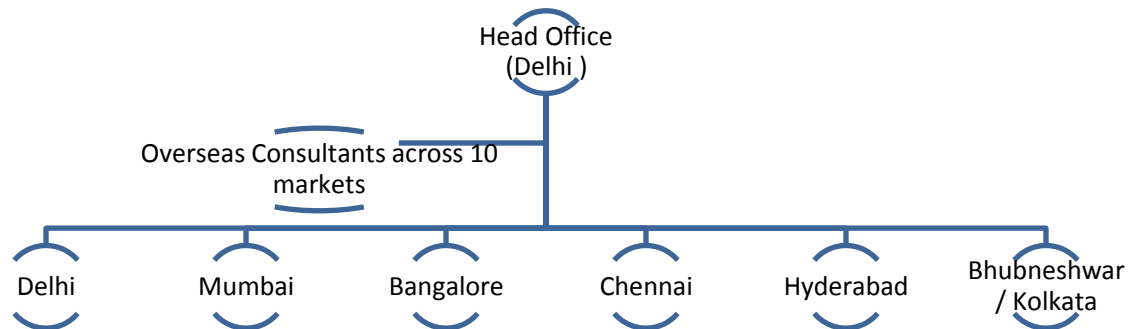 Head Office
(Delhi )
Overseas Consultants across 10
markets
Delhi
Mumbai
Bangalore
Chennai
Hyderabad
Bhubneshwar
/ Kolkata